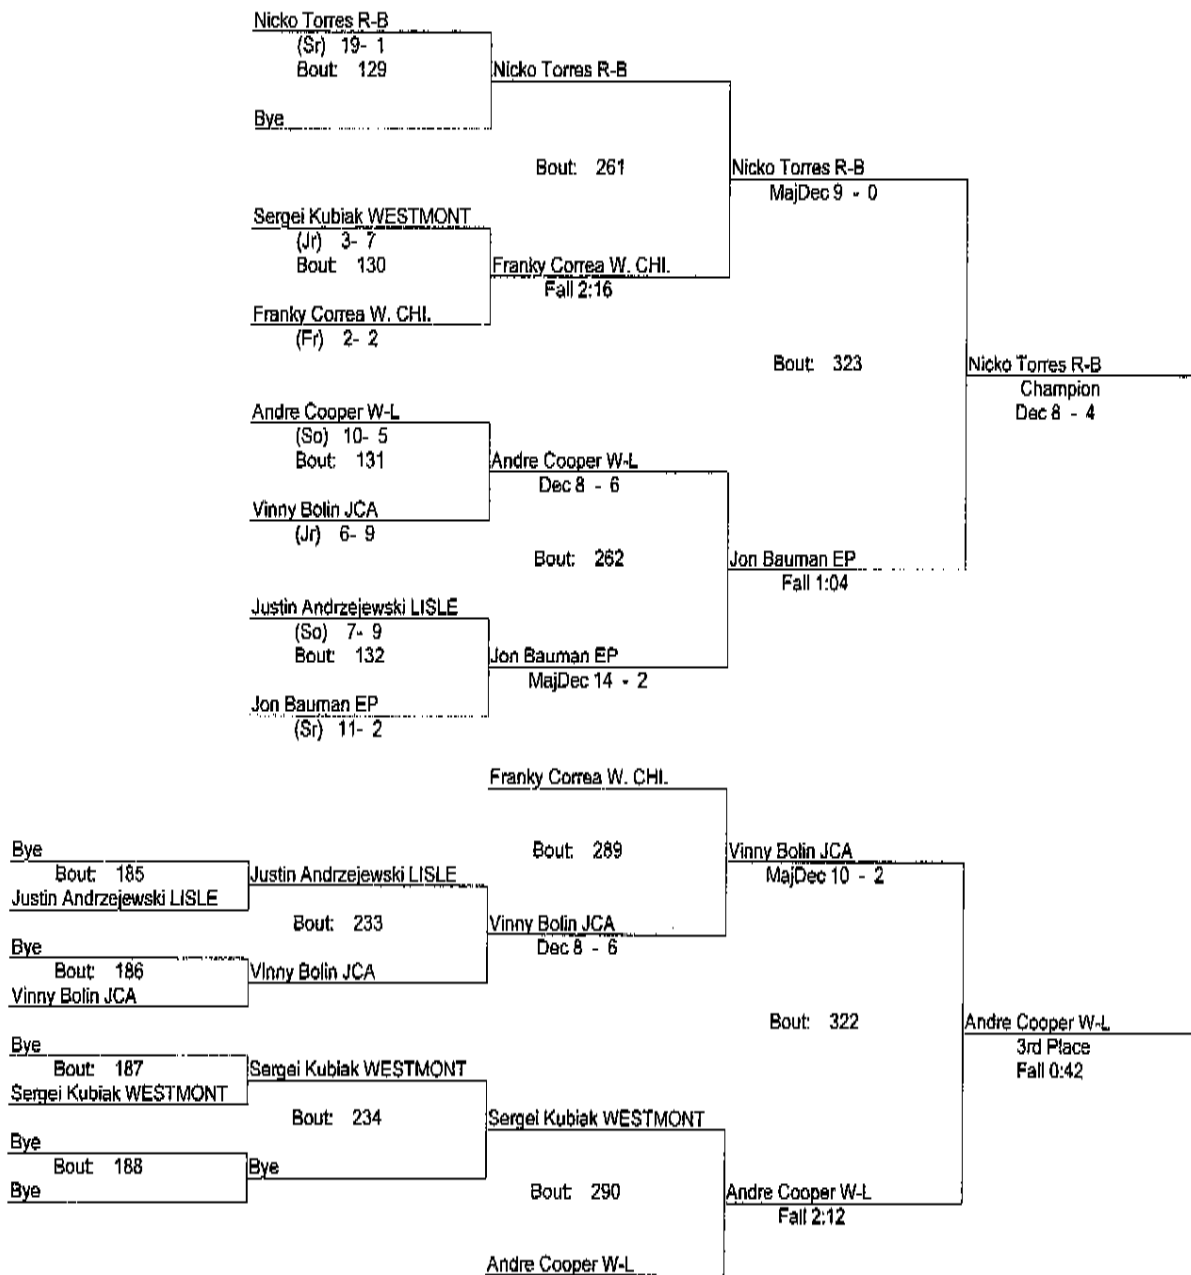 Nicko Torres R-B
(Sr) 19- 1
Bout: 129
Nicko Torres R-B
Bye
Bout: 261
Nicko Torres R-B
MajDec 9 - 0
Sergei Kubiak WESTMONT
(Jr) 3- 7
Bout: 130
Franky Correa W. CHI.
Fall 2:16
Franky Correa W. CHI.
(Fr) 2- 2
Bout: 323
Nicko Torres R-B
Champion
Dec 8 - 4
Andre Cooper W-L
(So) 10- 5
Bout: 131
Andre Cooper W-L
Dec 8 - 6
Vinny Bolin JCA
(Jr) 6- 9
Bout: 262
Jon Bauman EP
Fall 1:04
Justin Andrzejewski LISLE
(So) 7- 9
Bout: 132
Jon Bauman EP
MajDec 14 - 2
Jon Bauman EP
(Sr) 11- 2
Franky Correa W. CHI.
Bout: 289
Vinny Bolin JCA
MajDec 10 - 2
Bye
Bout: 185
Justin Andrzejewski LISLE
Justin Andrzejewski LISLE
Bout: 233
Vinny Bolin JCA
Dec 8 - 6
Bye
Bout: 186
Vinny Bolin JCA
Vinny Bolin JCA
Bout: 322
Andre Cooper W-L
3rd Place
Fall 0:42
Bye
Bout: 187
Sergei Kubiak WESTMONT
Sergei Kubiak WESTMONT
Bout: 234
Sergei Kubiak WESTMONT
Bye
Bout: 188
Bye
Bye
Bout: 290
Andre Cooper W-L
Fall 2:12
Andre Cooper W-L